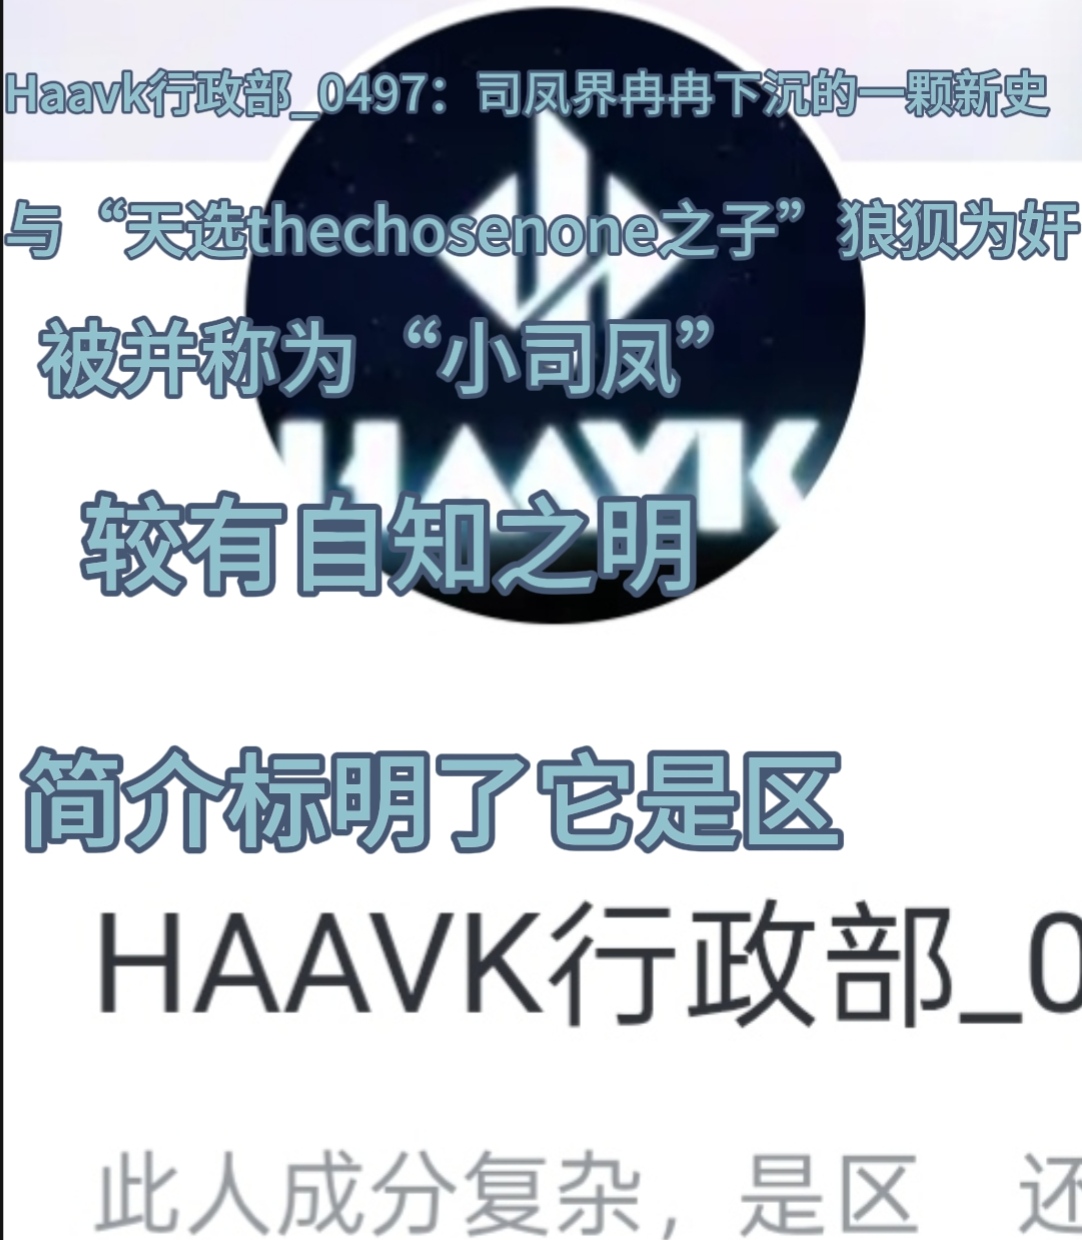 Haavk行政部_0497：司凤界冉冉下沉的一颗新史
与“天选thechosenone之子”狼狈为奸
被并称为“小司凤”
HAAVK
较有自知之明
简介标明了它是区
HAAVK行政部_0
此人成分复杂，是区 还